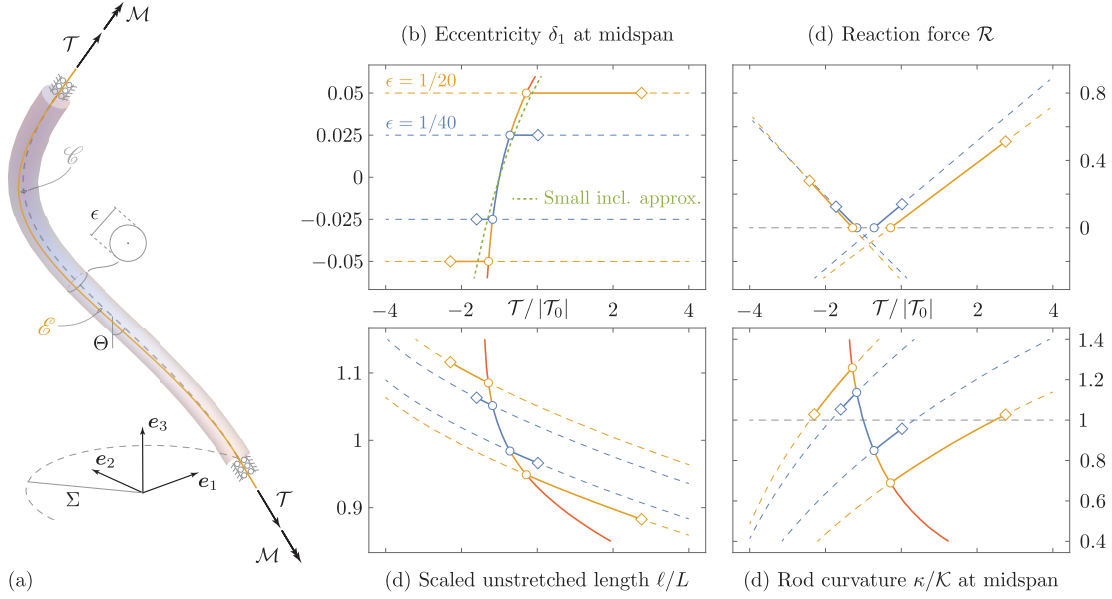 ℳ
𝒯
𝒞
ϵ
ℰ
Θ
e₃
e₂
e₁
Σ
𝒯
ℳ
(a)
(b) Eccentricity δ₁ at midspan
ϵ = 1/20
ϵ = 1/40
Small incl. approx.
0.05
0.025
0
−0.025
−0.05
(d) Reaction force ℛ
0.8
0.4
0
−4 −2 𝒯/|𝒯₀| 2 4
−4 −2 𝒯/|𝒯₀| 2 4
1.1
1
0.9
(d) Scaled unstretched length ℓ/L
1.4
1.2
1
0.8
0.6
0.4
(d) Rod curvature κ/𝒦 at midspan